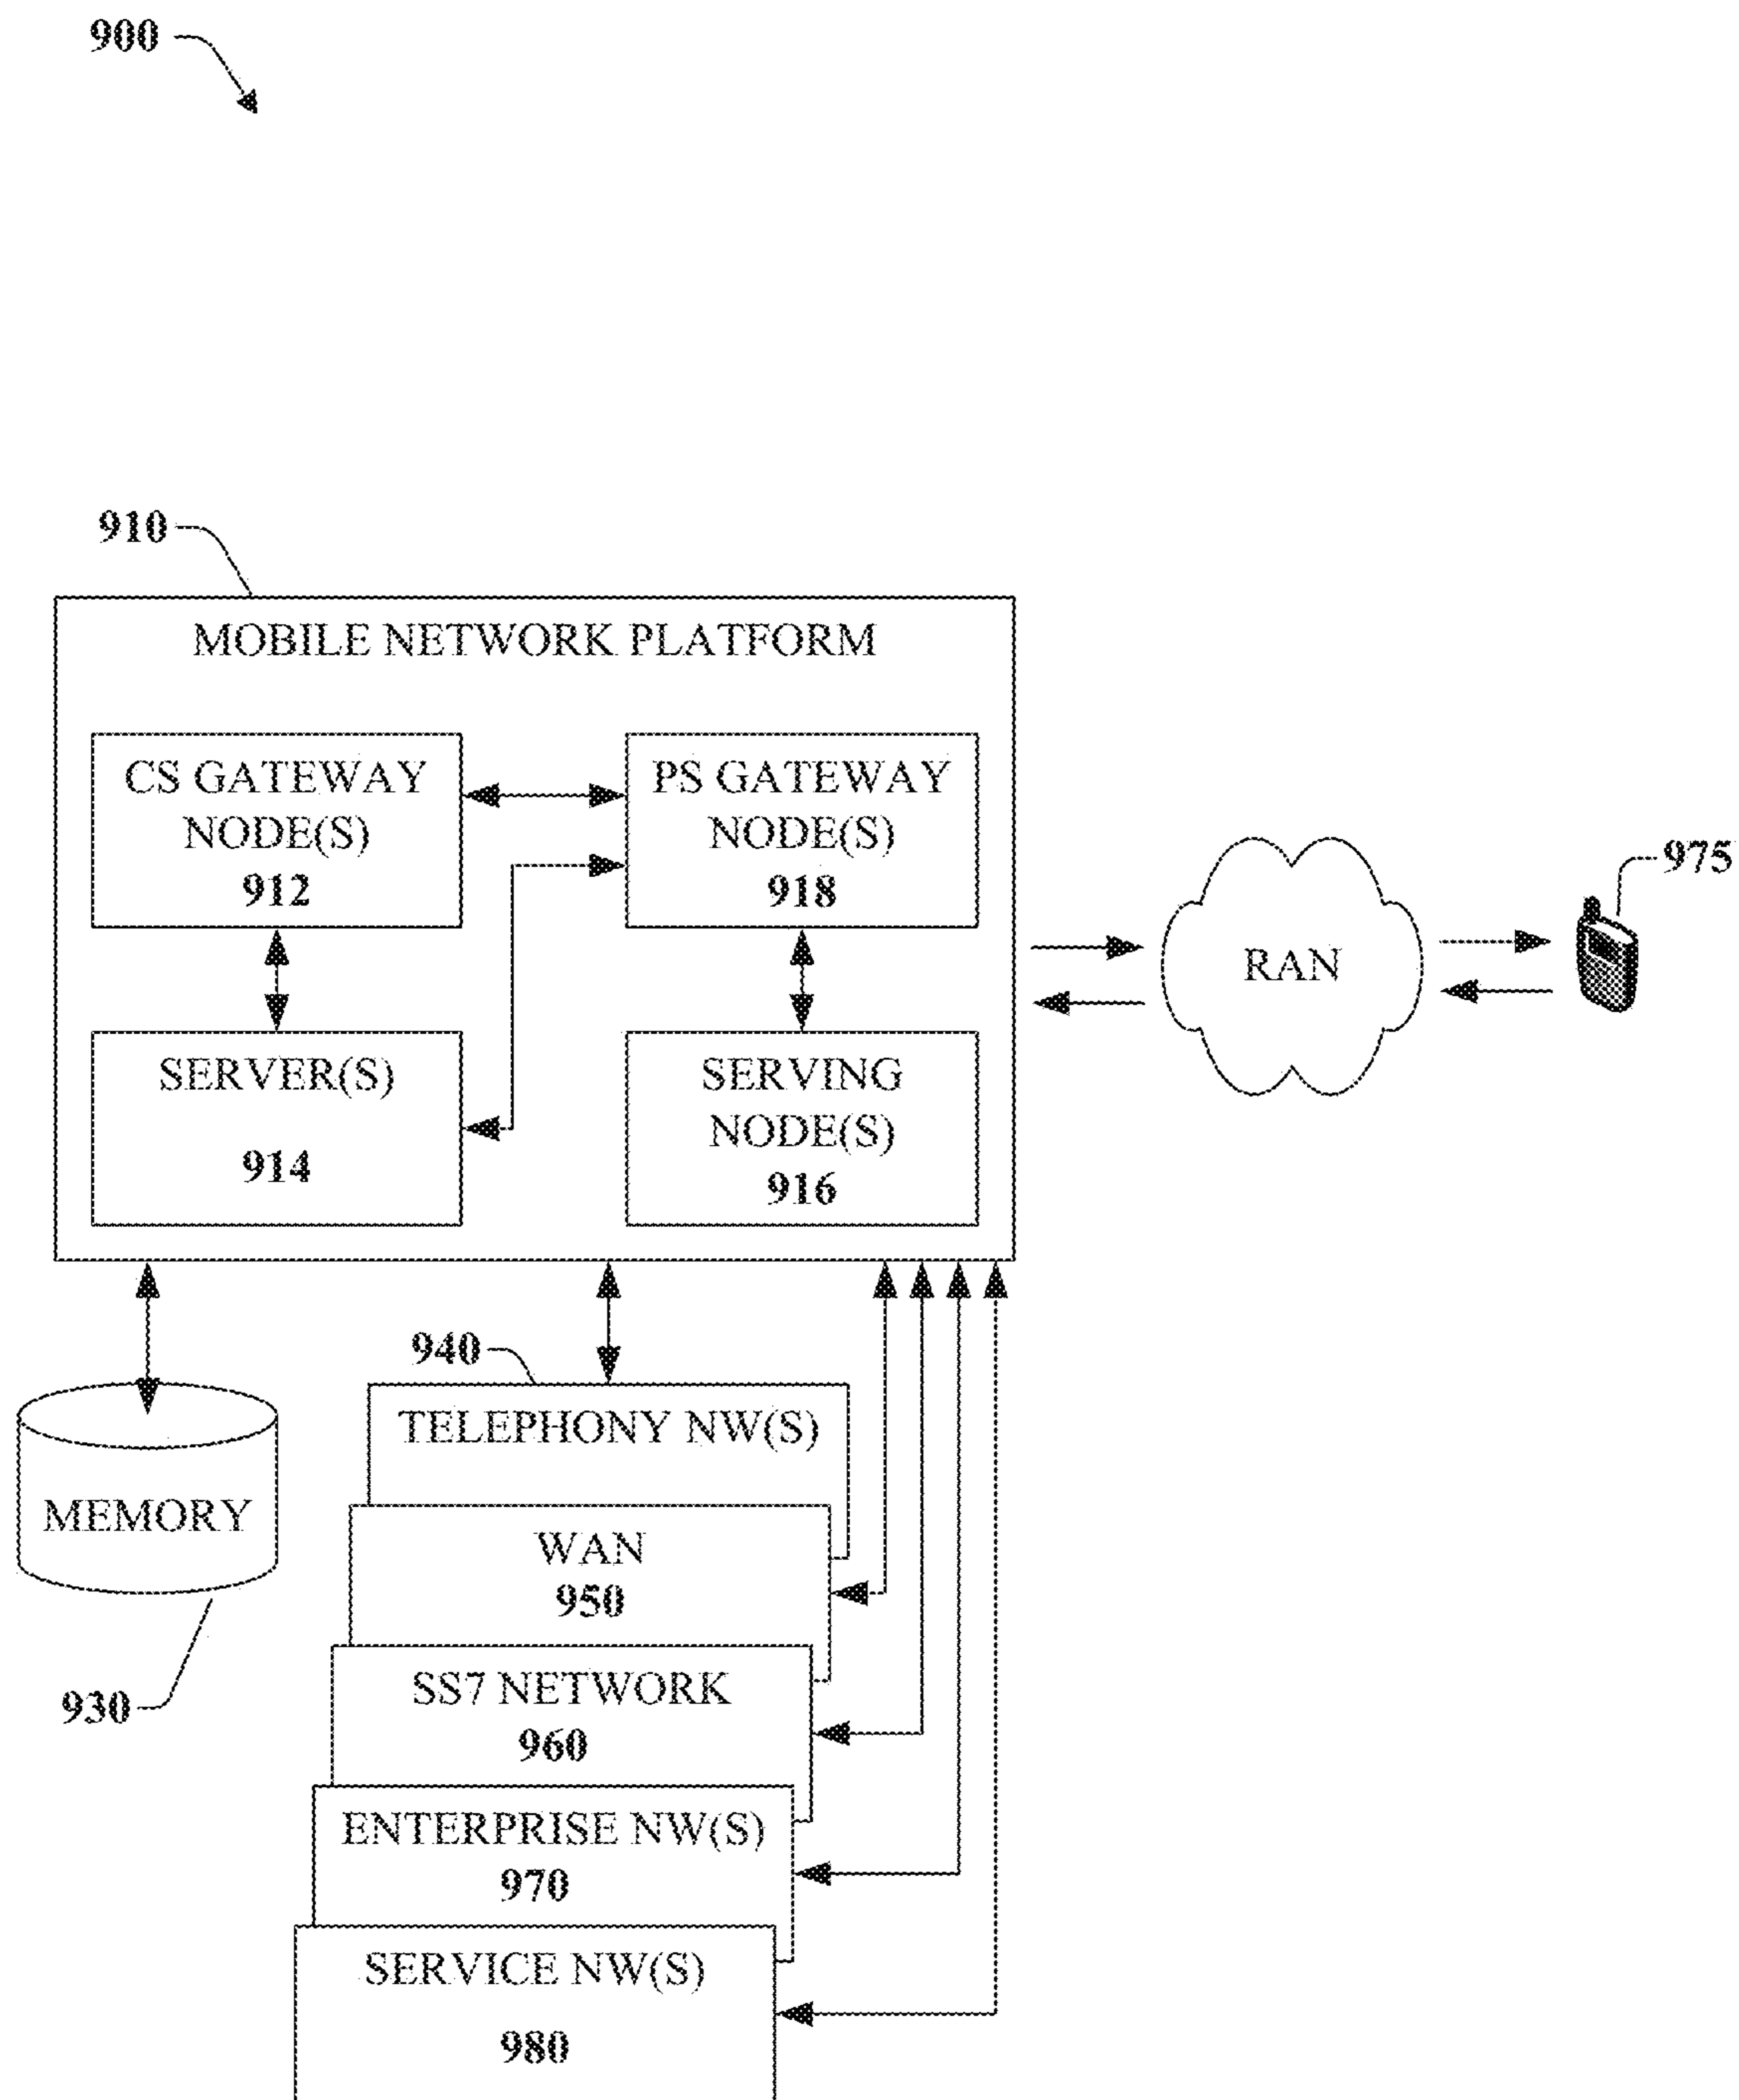 900
910
MOBILE NETWORK PLATFORM
CS GATEWAY
NODE(S)
912
PS GATEWAY
NODE(S)
918
SERVER(S)
914
SERVING
NODE(S)
916
RAN
975
940
TELEPHONY NW(S)
MEMORY
930
WAN
950
SS7 NETWORK
960
ENTERPRISE NW(S)
970
SERVICE NW(S)
980